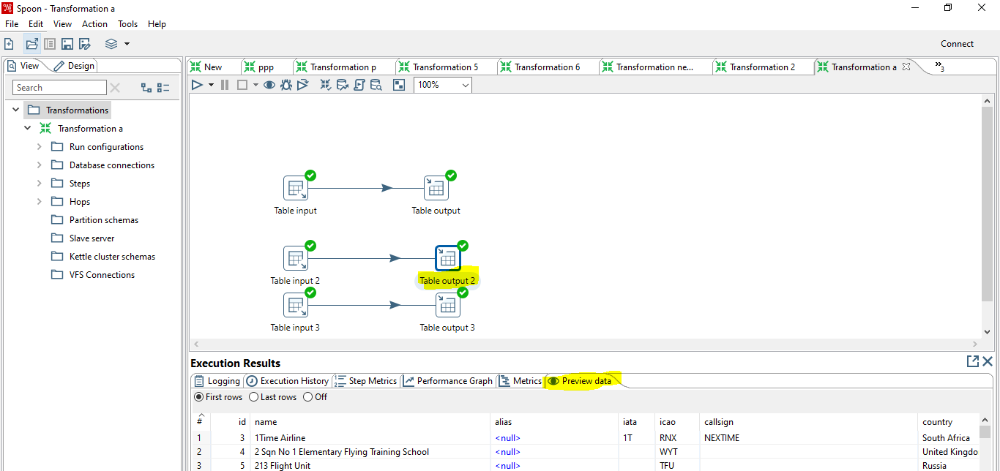 Spoon - Transformation a
File Edit View Action Tools Help
Connect
View Design
New ppp Transformation p Transformation 5 Transformation 6 Transformation ne... Transformation 2 Transformation a »3
Search
100%
Transformations
Transformation a
Run configurations
Database connections
Steps
Hops
Partition schemas
Slave server
Kettle cluster schemas
VFS Connections
Table input Table output
Table input 2 Table output 2
Table input 3 Table output 3
Execution Results
Logging Execution History Step Metrics Performance Graph Metrics Preview data
First rows Last rows Off
# id name alias iata icao callsign country
1 3 1Time Airline <null> 1T RNX NEXTIME South Africa
2 4 2 Sqn No 1 Elementary Flying Training School <null> WYT United Kingdo
3 5 213 Flight Unit <null> TFU Russia